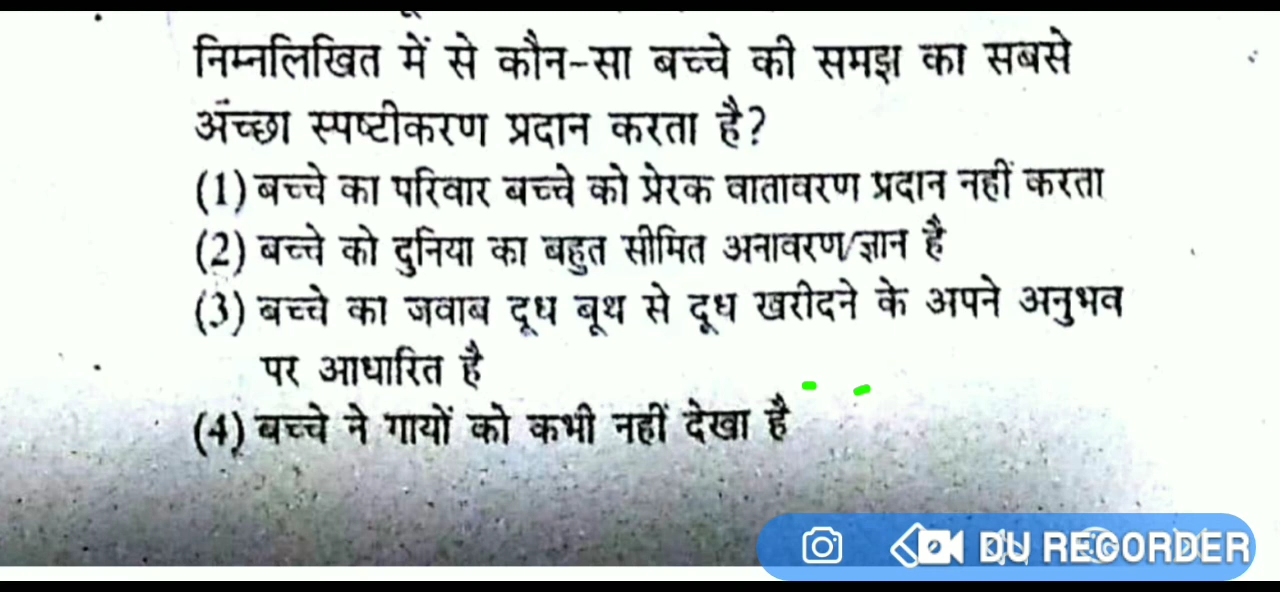 निम्नलिखित में से कौन-सा बच्चे की समझ का सबसे
अच्छा स्पष्टीकरण प्रदान करता है?
(1) बच्चे का परिवार बच्चे को प्रेरक वातावरण प्रदान नहीं करता
(2) बच्चे को दुनिया का बहुत सीमित अनावरण/ज्ञान है
(3) बच्चे का जवाब दूध बूथ से दूध खरीदने के अपने अनुभव
पर आधारित है
(4) बच्चे ने गायों को कभी नहीं देखा है
DU RECORDER